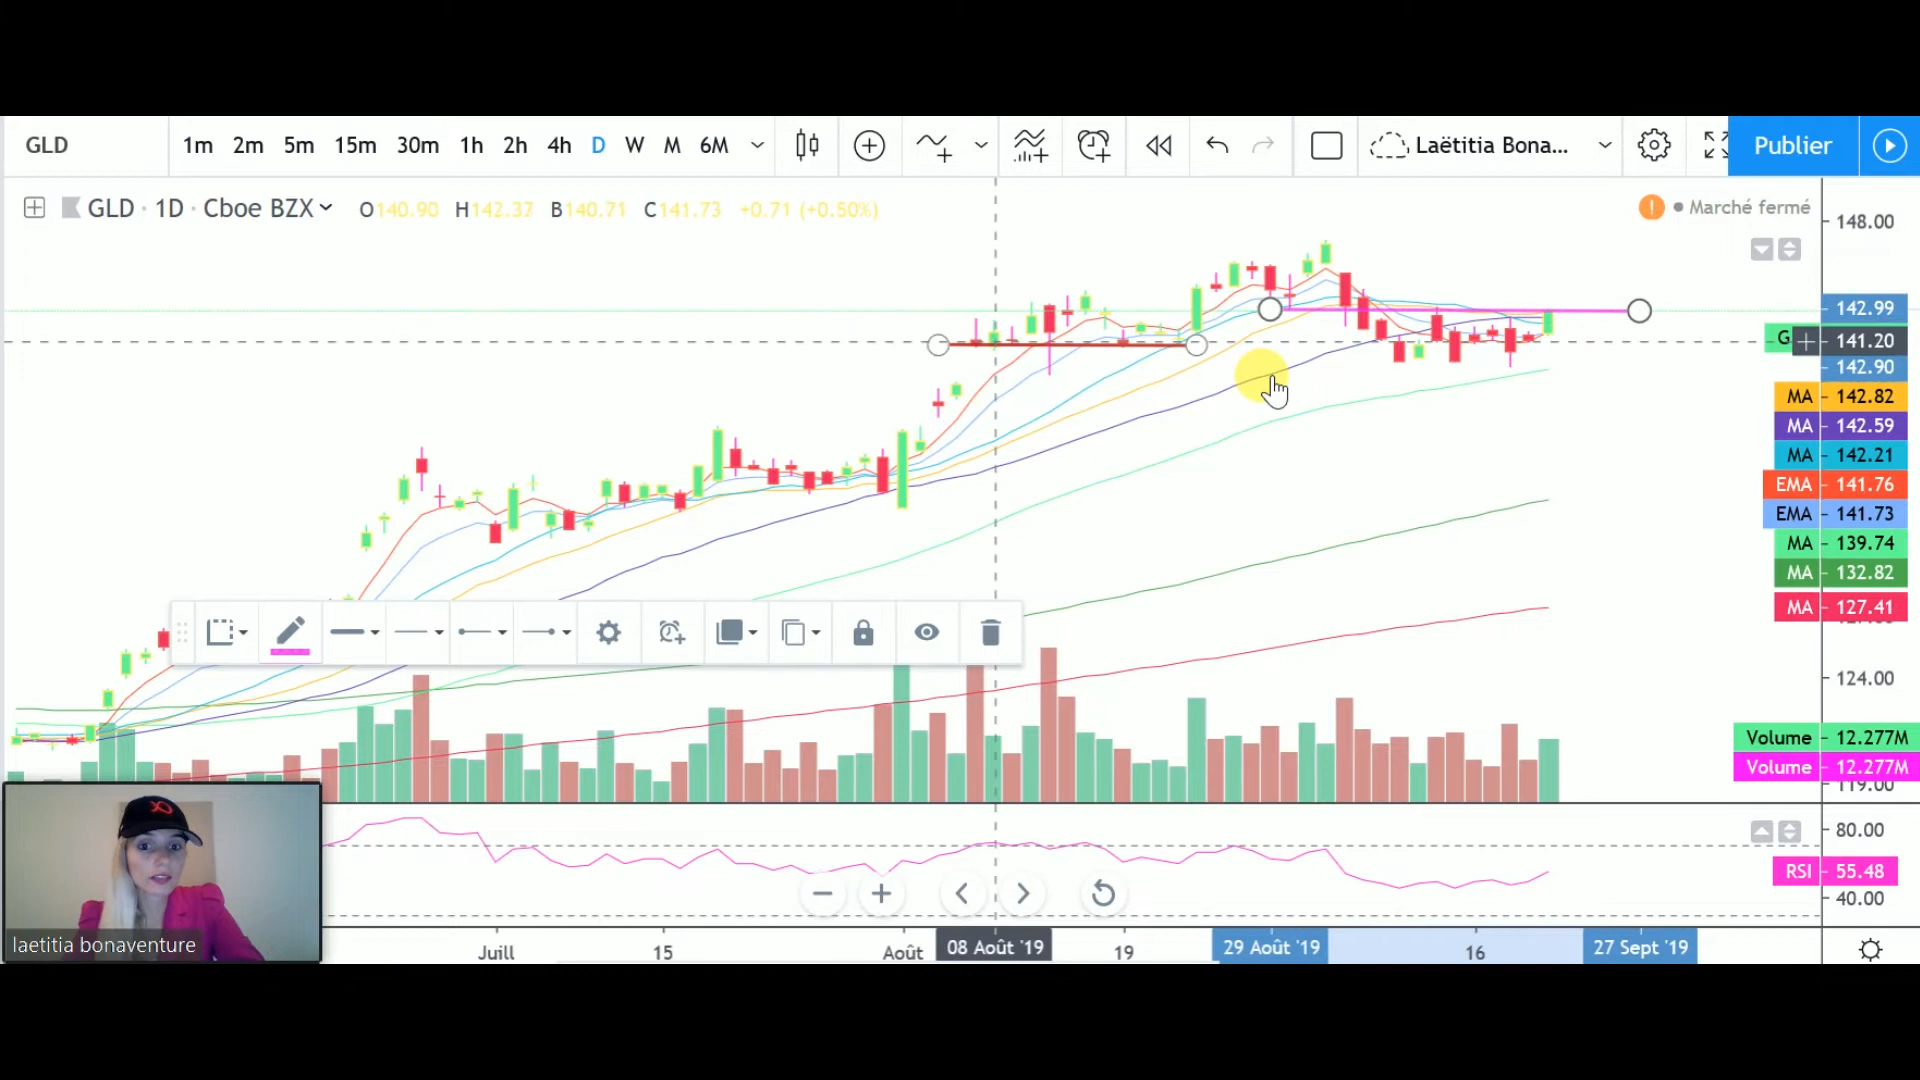 GLD 1m 2m 5m 15m 30m 1h 2h 4h D W M 6M Laëtitia Bona... Publier
GLD · 1D · Cboe BZX O140.90 H142.37 B140.71 C141.73 +0.71 (+0.50%) Marché fermé
148.00
142.99
G 141.20
142.90
MA 142.82
MA 142.59
MA 142.21
EMA 141.76
EMA 141.73
MA 139.74
MA 132.82
MA 127.41
124.00
Volume 12.277M
Volume 12.277M
119.00
80.00
RSI 55.48
40.00
laetitia bonaventure
Juill 15 Août 08 Août '19 19 29 Août '19 16 27 Sept '19